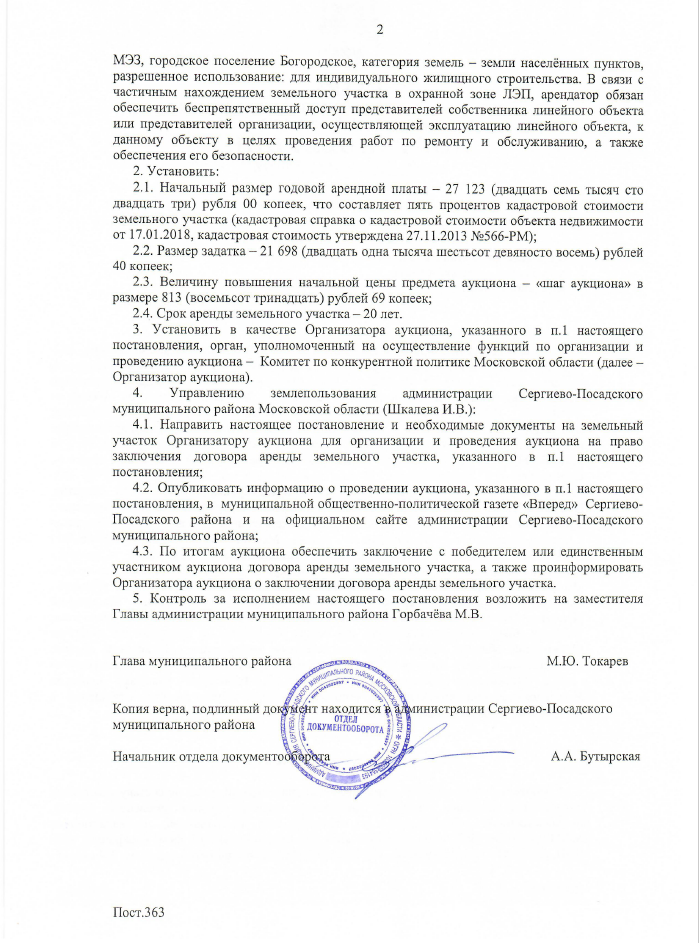 2
МЭЗ, городское поселение Богородское, категория земель – земли населённых пунктов,
разрешенное использование: для индивидуального жилищного строительства. В связи с
частичным нахождением земельного участка в охранной зоне ЛЭП, арендатор обязан
обеспечить беспрепятственный доступ представителей собственника линейного объекта
или представителей организации, осуществляющей эксплуатацию линейного объекта, к
данному объекту в целях проведения работ по ремонту и обслуживанию, а также
обеспечения его безопасности.
2. Установить:
2.1. Начальный размер годовой арендной платы – 27 123 (двадцать семь тысяч сто
двадцать три) рубля 00 копеек, что составляет пять процентов кадастровой стоимости
земельного участка (кадастровая справка о кадастровой стоимости объекта недвижимости
от 17.01.2018, кадастровая стоимость утверждена 27.11.2013 №566-РМ);
2.2. Размер задатка – 21 698 (двадцать одна тысяча шестьсот девяносто восемь) рублей
40 копеек;
2.3. Величину повышения начальной цены предмета аукциона – «шаг аукциона» в
размере 813 (восемьсот тринадцать) рублей 69 копеек;
2.4. Срок аренды земельного участка – 20 лет.
3. Установить в качестве Организатора аукциона, указанного в п.1 настоящего
постановления, орган, уполномоченный на осуществление функций по организации и
проведению аукциона – Комитет по конкурентной политике Московской области (далее –
Организатор аукциона).
4. Управлению землепользования администрации Сергиево-Посадского
муниципального района Московской области (Шкалева И.В.):
4.1. Направить настоящее постановление и необходимые документы на земельный
участок Организатору аукциона для организации и проведения аукциона на право
заключения договора аренды земельного участка, указанного в п.1 настоящего
постановления;
4.2. Опубликовать информацию о проведении аукциона, указанного в п.1 настоящего
постановления, в муниципальной общественно-политической газете «Вперед» Сергиево-
Посадского района и на официальном сайте администрации Сергиево-Посадского
муниципального района;
4.3. По итогам аукциона обеспечить заключение с победителем или единственным
участником аукциона договора аренды земельного участка, а также проинформировать
Организатора аукциона о заключении договора аренды земельного участка.
5. Контроль за исполнением настоящего постановления возложить на заместителя
Главы администрации муниципального района Горбачёва М.В.
Глава муниципального района М.Ю. Токарев
Копия верна, подлинный документ находится в администрации Сергиево-Посадского
муниципального района
ОТДЕЛ
ДОКУМЕНТООБОРОТА
Начальник отдела документооборота А.А. Бутырская
Пост.363